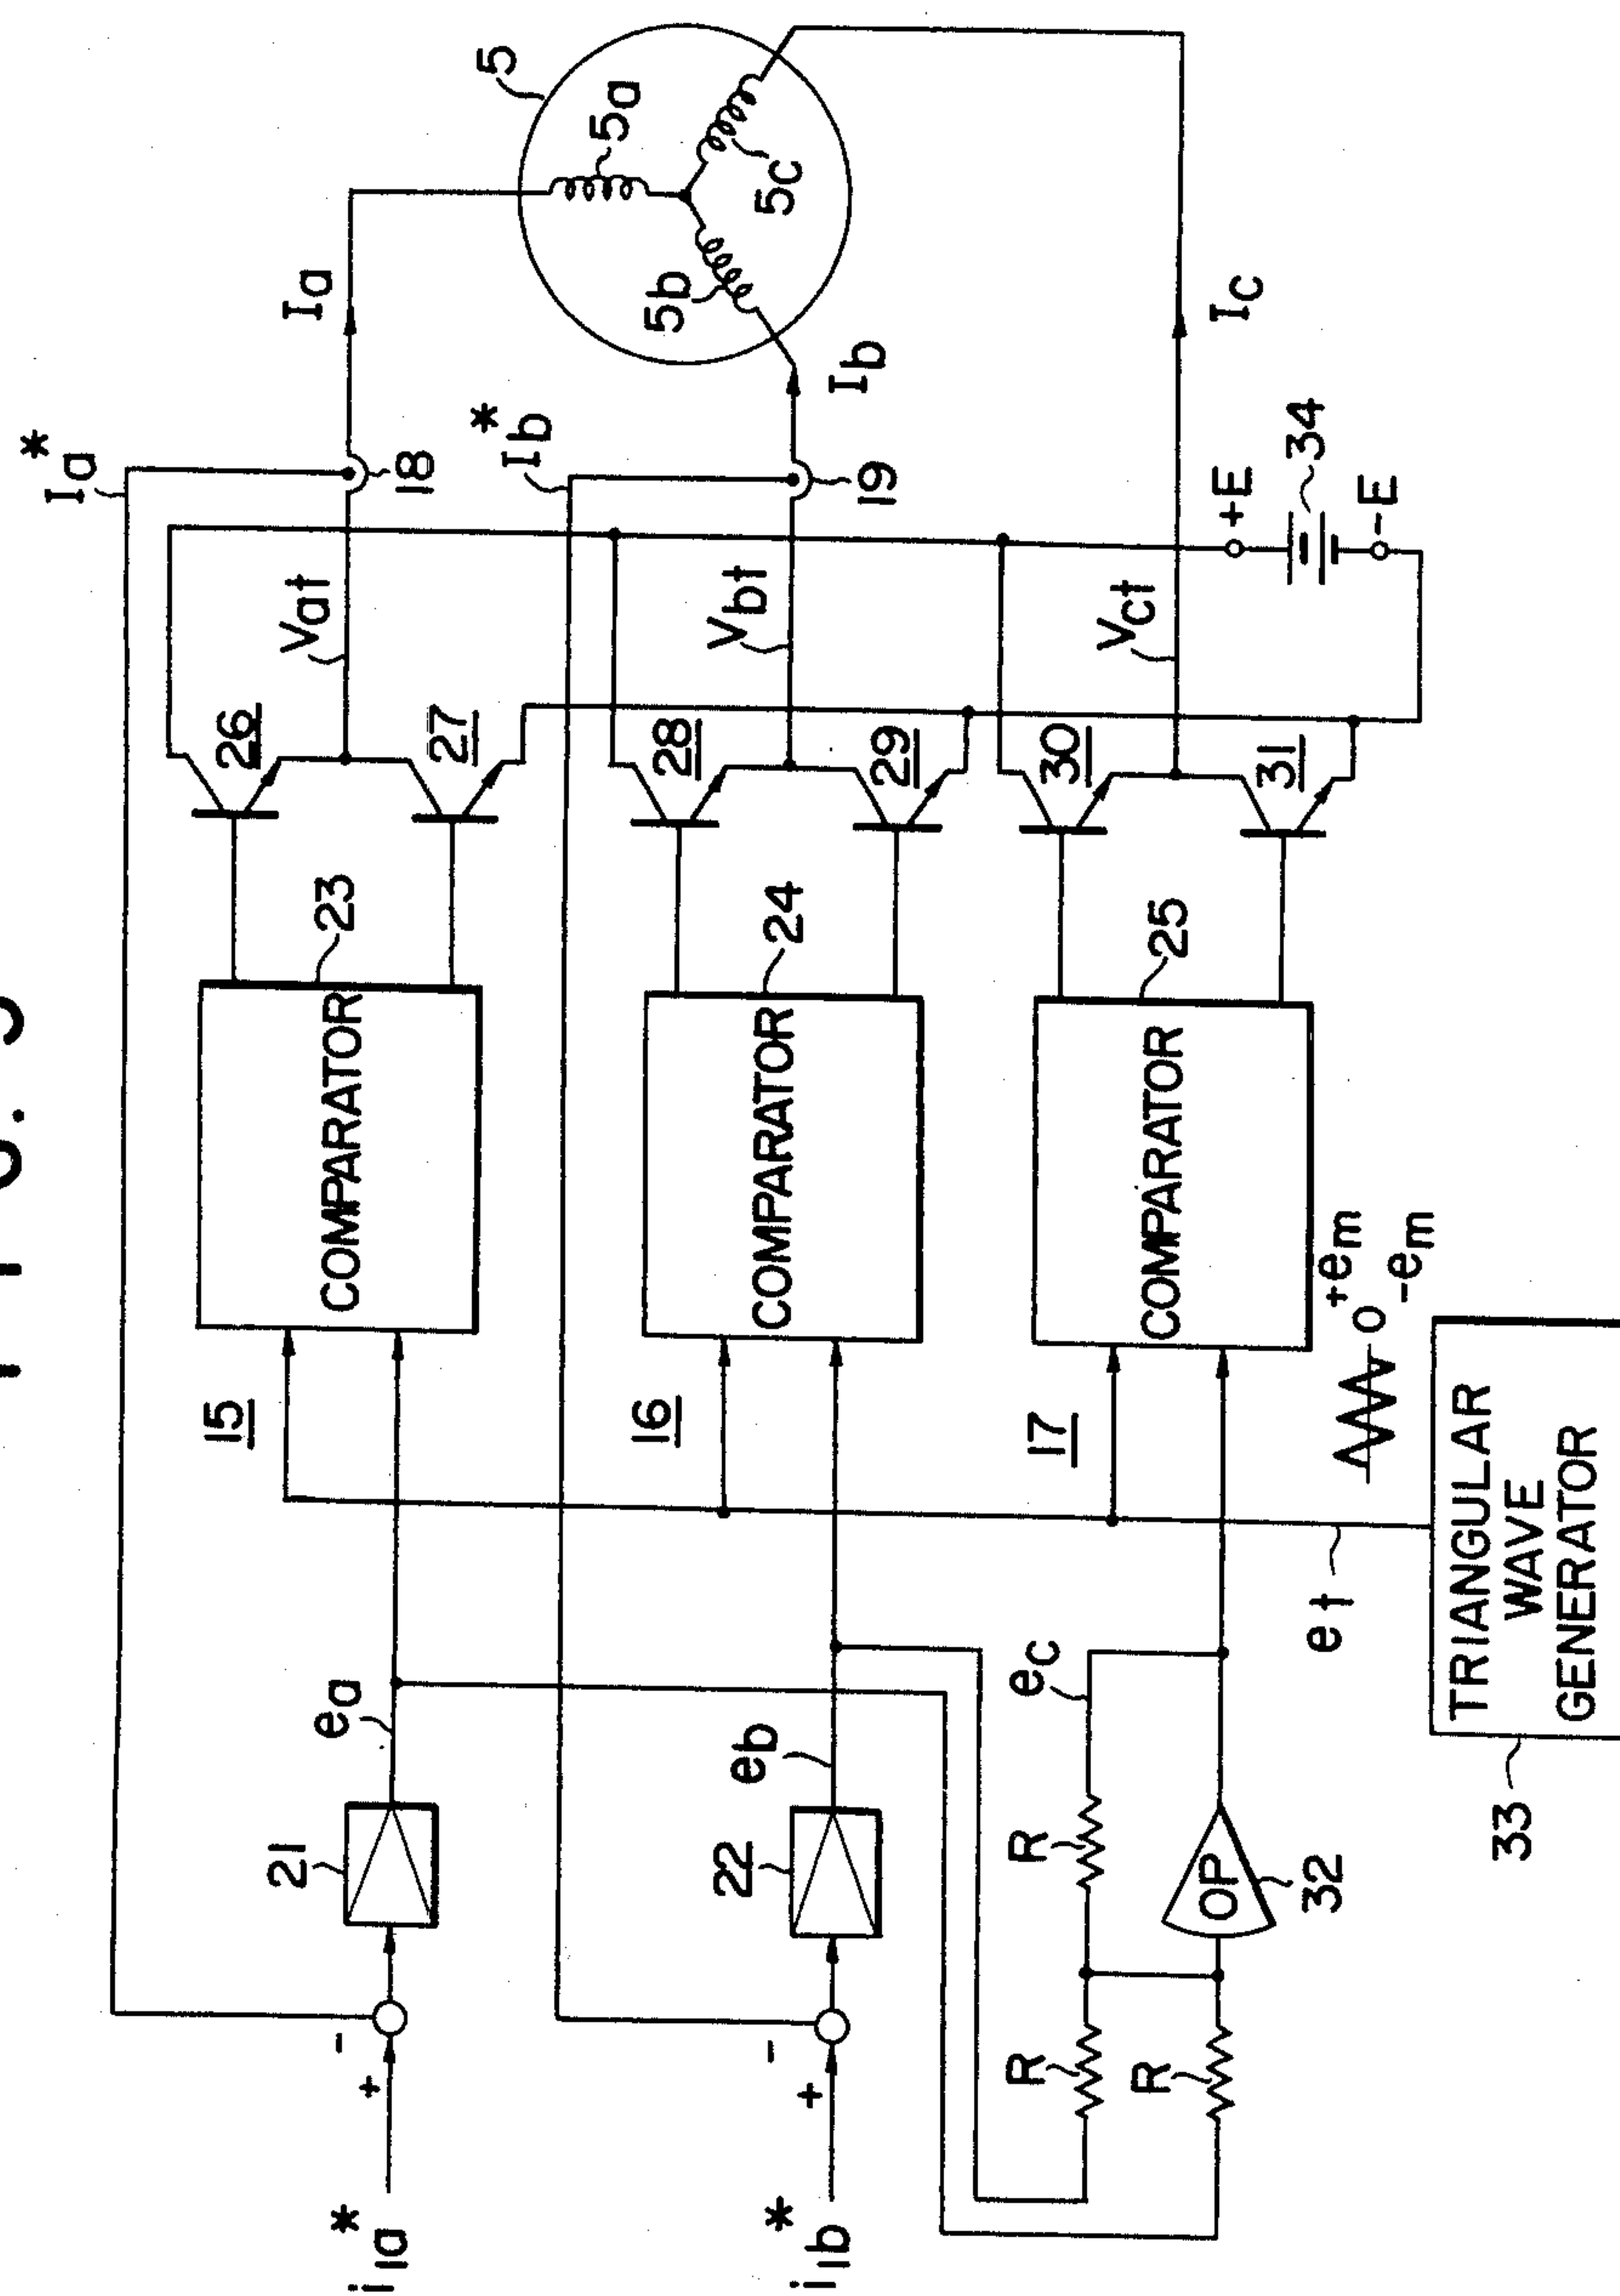 Ia*
Ia
5
5a
5b
5c
18
Vat
26
27
23
COMPARATOR
15
ea
21
-
+
i1a*
Ib*
Ib
19
Vbt
28
29
24
COMPARATOR
16
eb
22
-
+
i1b*
Ic
Vct
30
31
+E
34
-E
25
COMPARATOR
17
ec
R
R
R
OP
32
et
+em
0
-em
TRIANGULAR
WAVE
GENERATOR
33